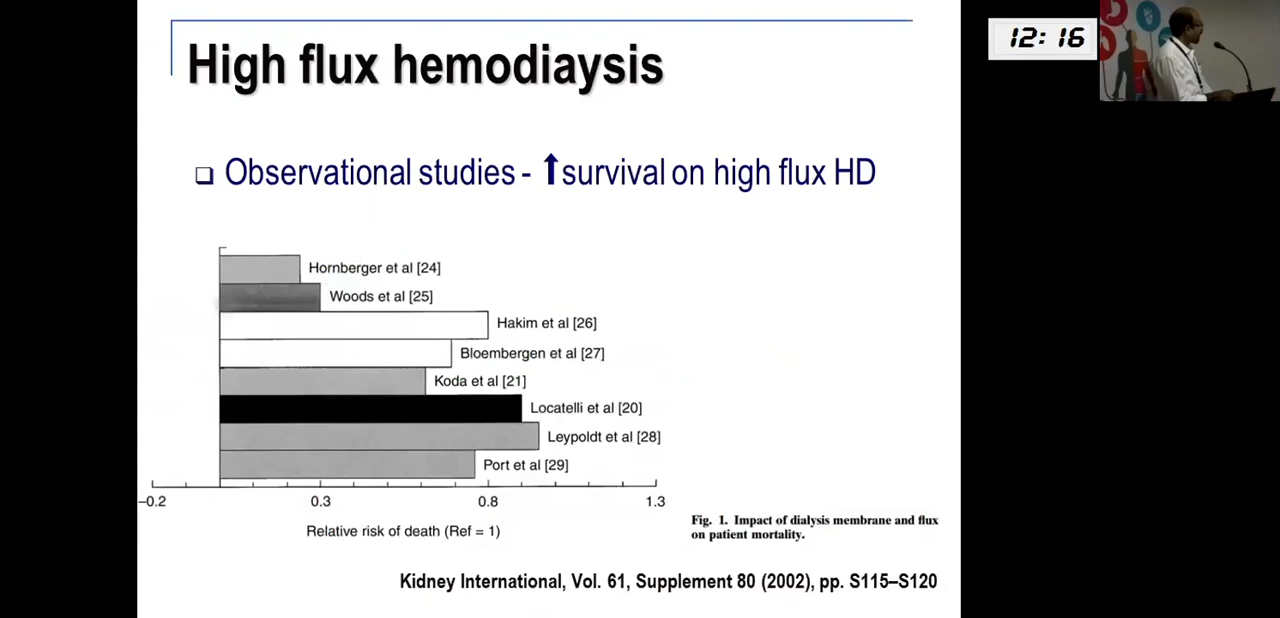 High flux hemodiaysis
12:16
Observational studies - ↑survival on high flux HD
Hornberger et al [24]
Woods et al [25]
Hakim et al [26]
Bloembergen et al [27]
Koda et al [21]
Locatelli et al [20]
Leypoldt et al [28]
Port et al [29]
–0.2 0.3 0.8 1.3
Relative risk of death (Ref = 1)
Fig. 1. Impact of dialysis membrane and flux
on patient mortality.
Kidney International, Vol. 61, Supplement 80 (2002), pp. S115–S120